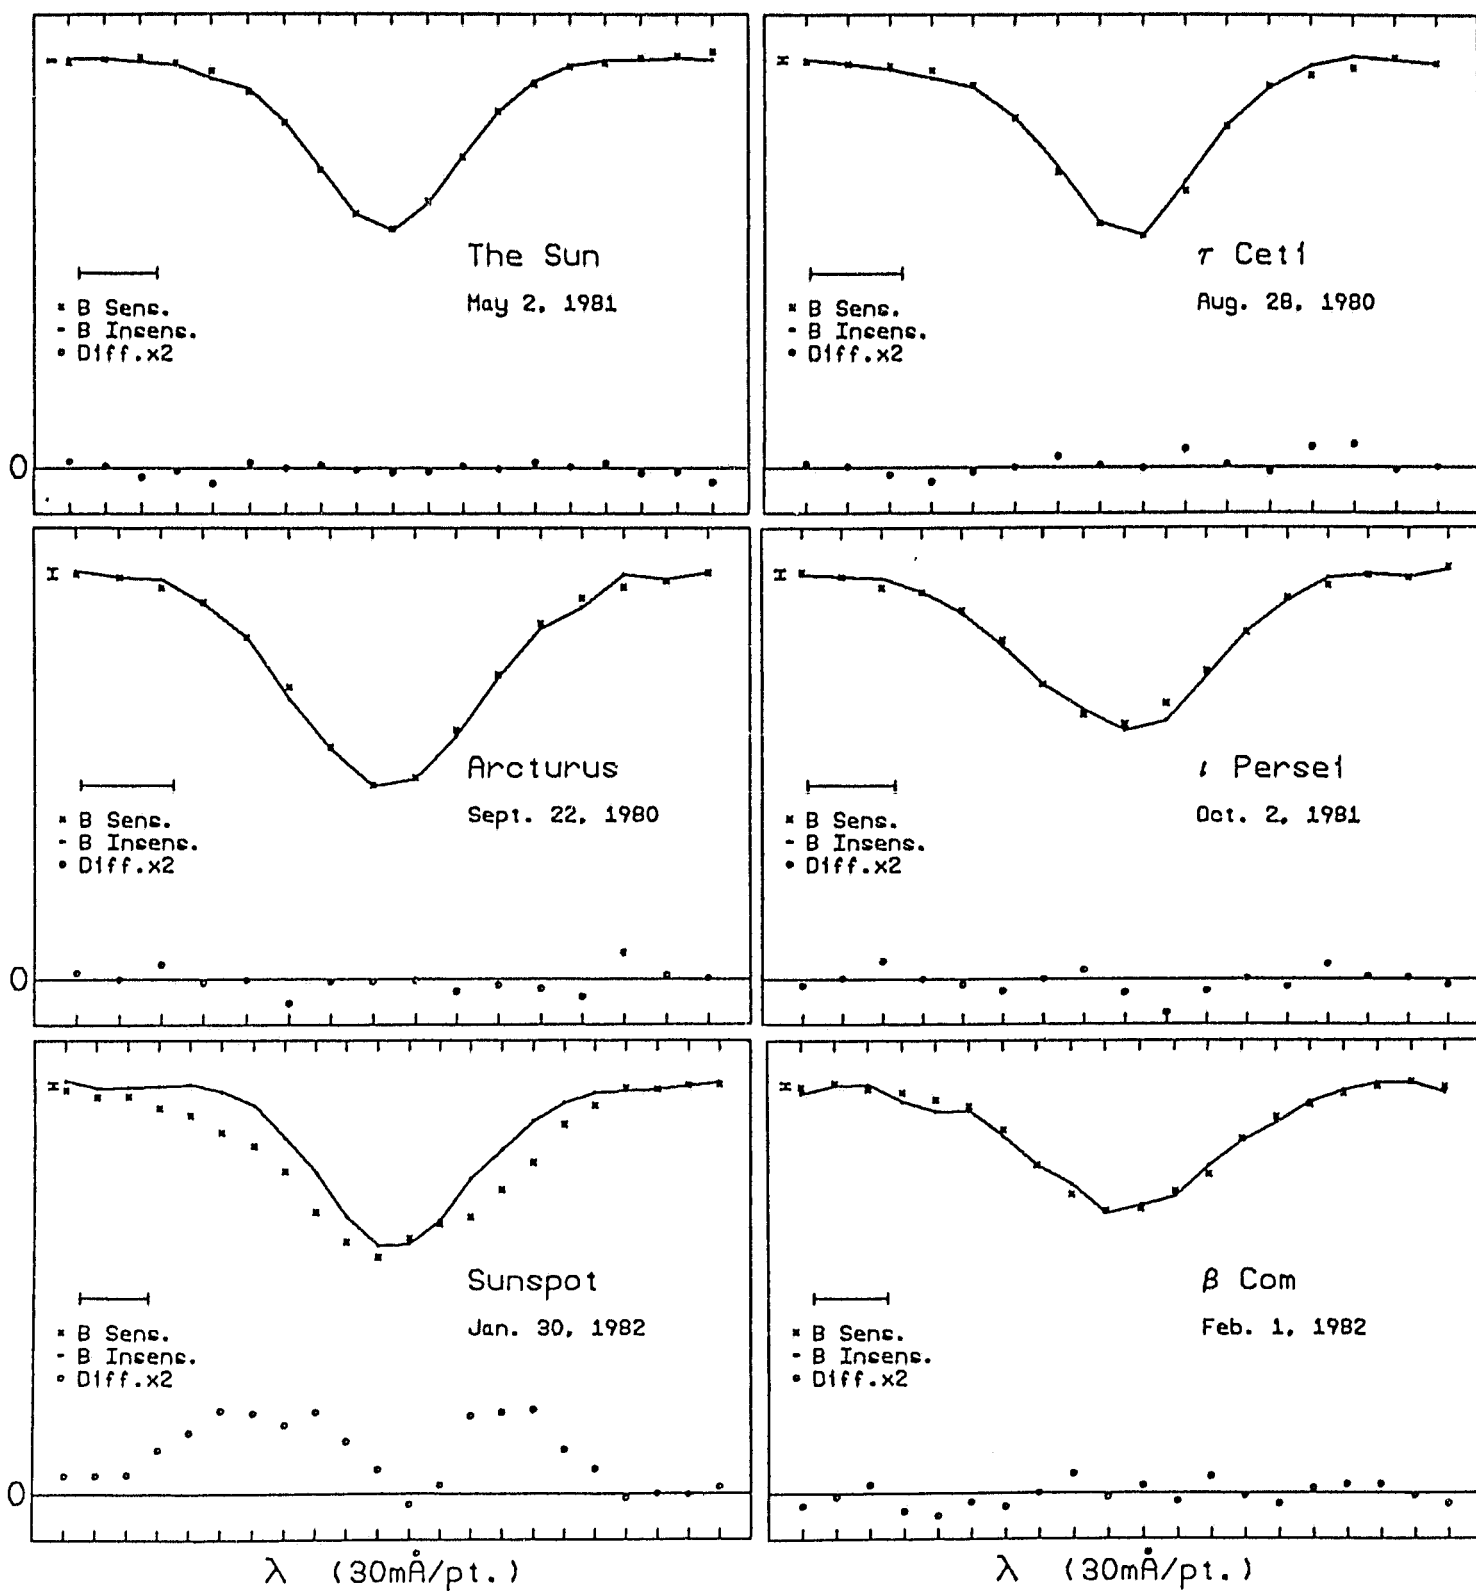 The Sun
May 2, 1981
× B Sens.
- B Insens.
• Diff.x2
0
τ Ceti
Aug. 28, 1980
× B Sens.
- B Insens.
• Diff.x2
Arcturus
Sept. 22, 1980
× B Sens.
- B Insens.
• Diff.x2
0
ι Persei
Oct. 2, 1981
× B Sens.
- B Insens.
• Diff.x2
Sunspot
Jan. 30, 1982
× B Sens.
- B Insens.
○ Diff.x2
0
β Com
Feb. 1, 1982
× B Sens.
- B Insens.
• Diff.x2
λ (30mÅ/pt.)
λ (30mÅ/pt.)